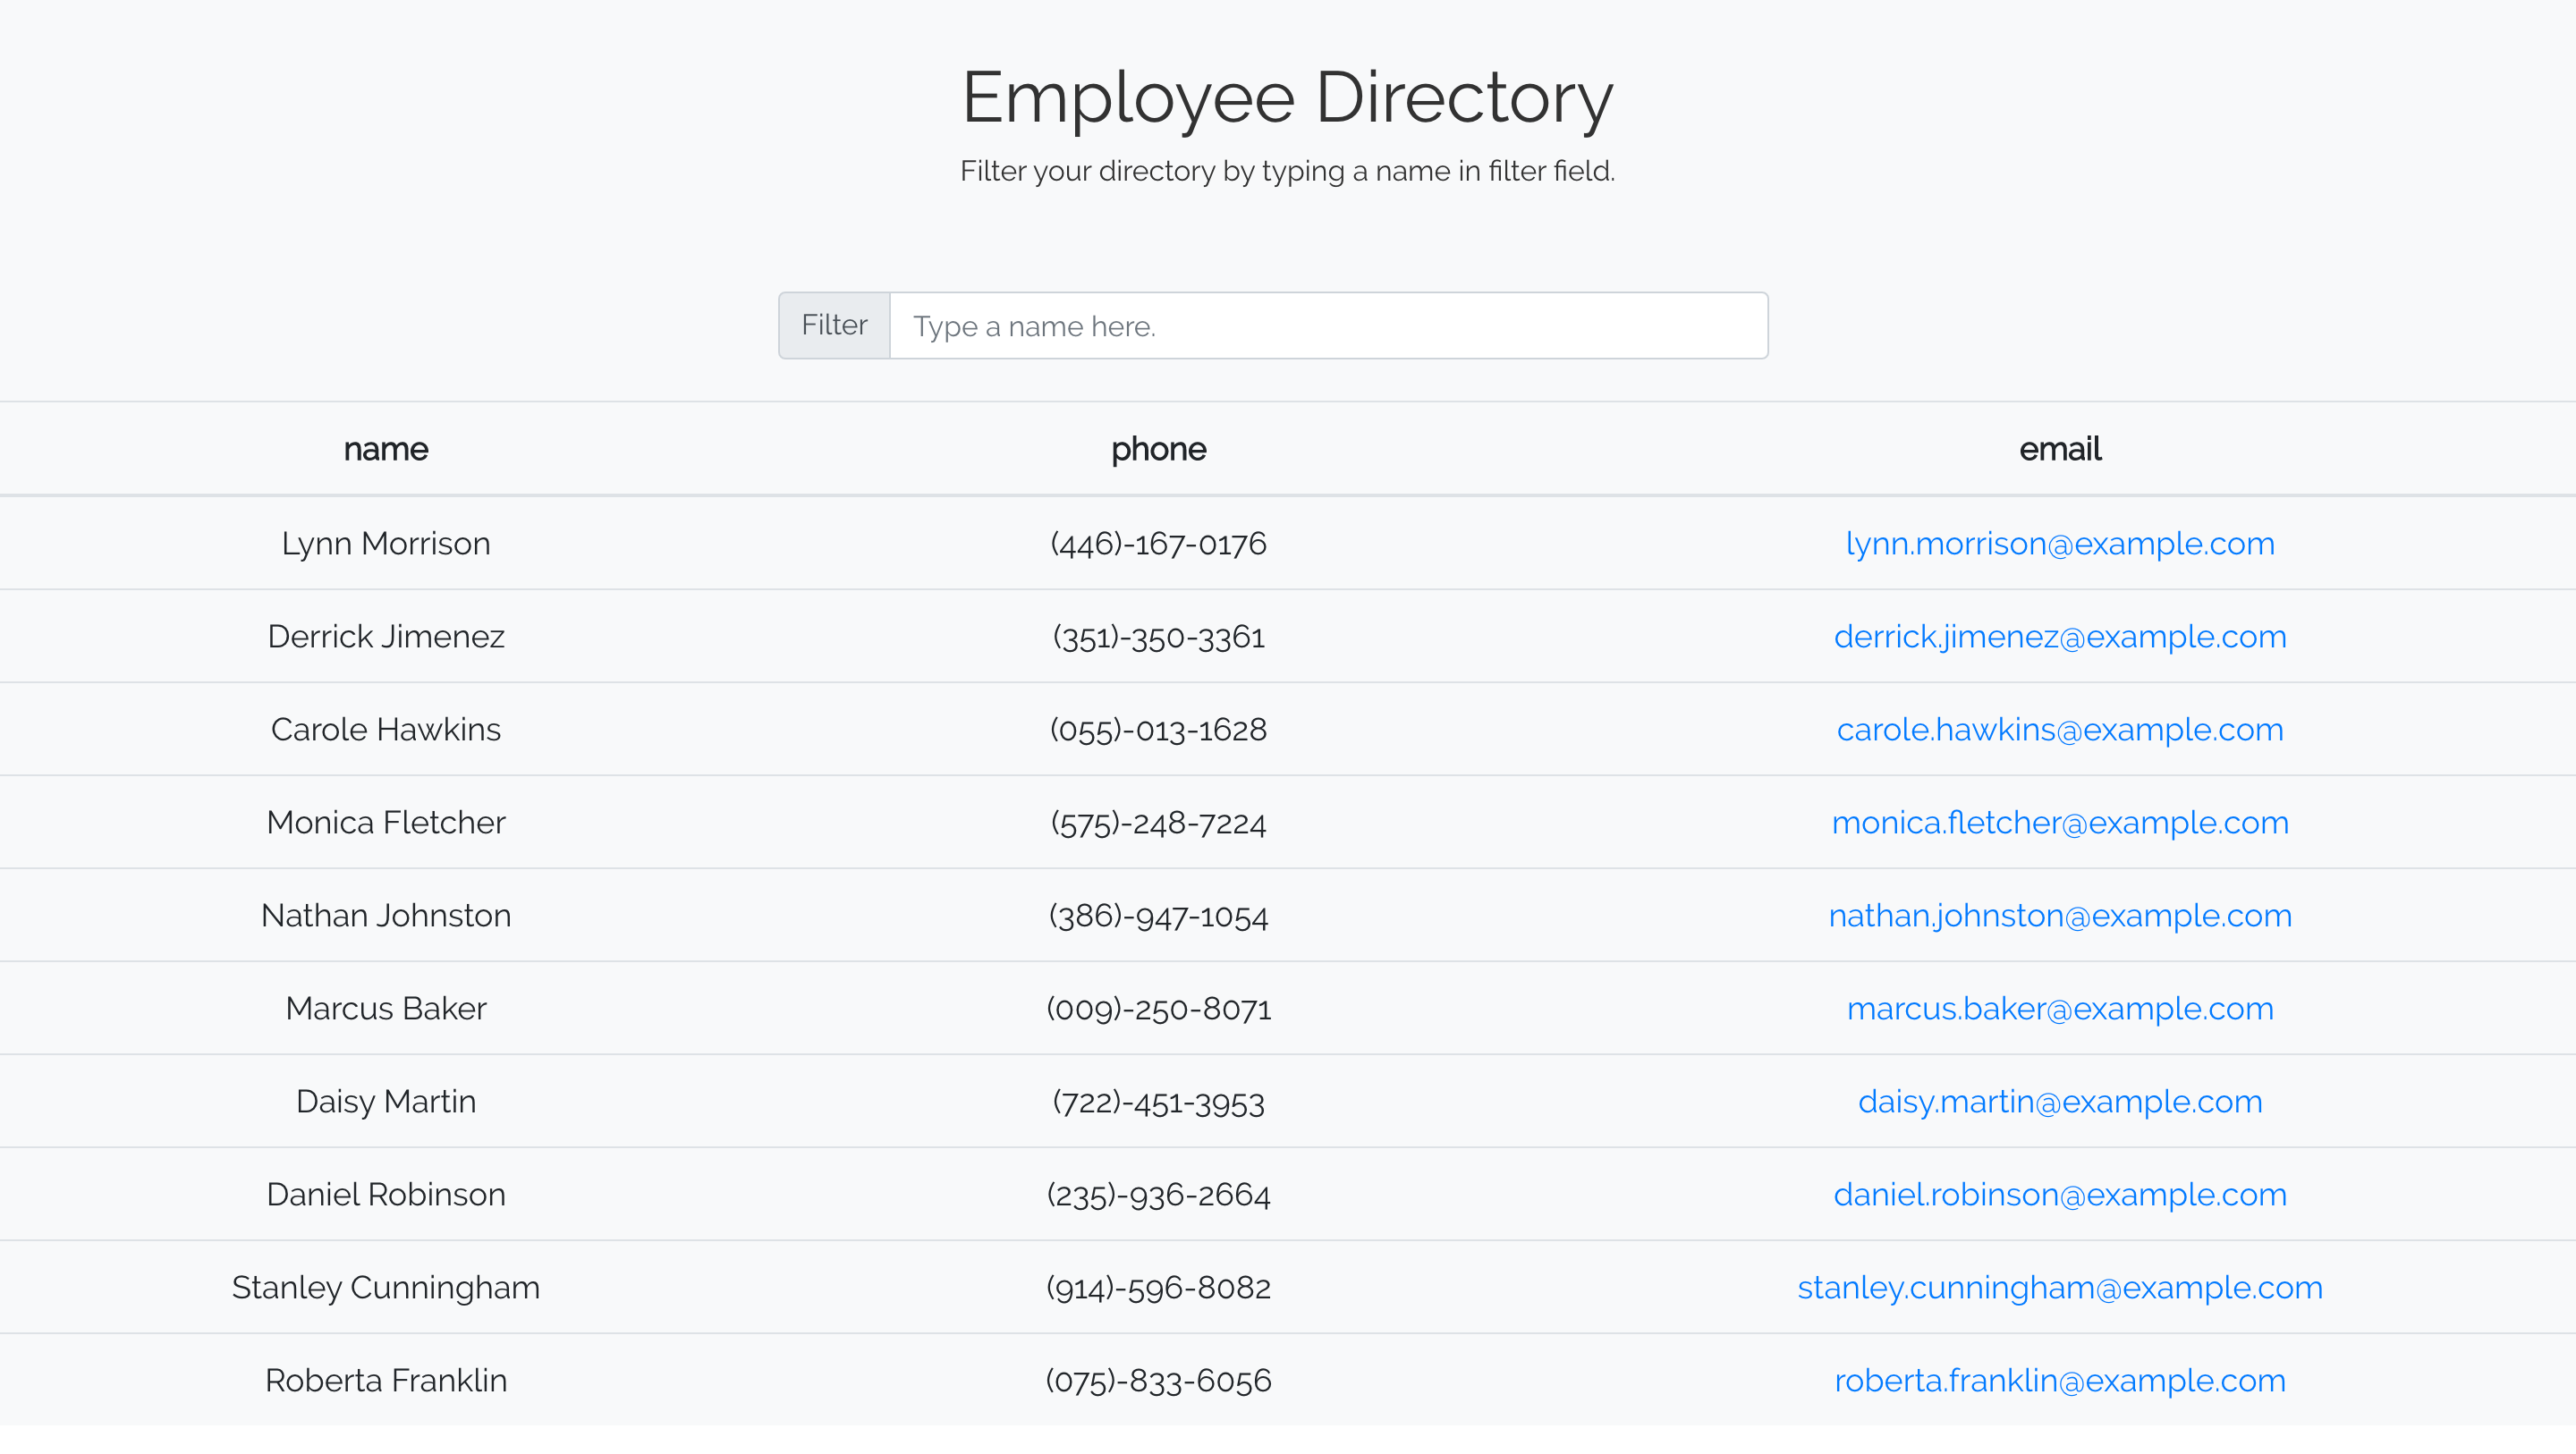 Employee Directory
Filter your directory by typing a name in filter field.
Filter Type a name here.
name phone email
Lynn Morrison (446)-167-0176 lynn.morrison@example.com
Derrick Jimenez (351)-350-3361 derrick.jimenez@example.com
Carole Hawkins (055)-013-1628 carole.hawkins@example.com
Monica Fletcher (575)-248-7224 monica.fletcher@example.com
Nathan Johnston (386)-947-1054 nathan.johnston@example.com
Marcus Baker (009)-250-8071 marcus.baker@example.com
Daisy Martin (722)-451-3953 daisy.martin@example.com
Daniel Robinson (235)-936-2664 daniel.robinson@example.com
Stanley Cunningham (914)-596-8082 stanley.cunningham@example.com
Roberta Franklin (075)-833-6056 roberta.franklin@example.com